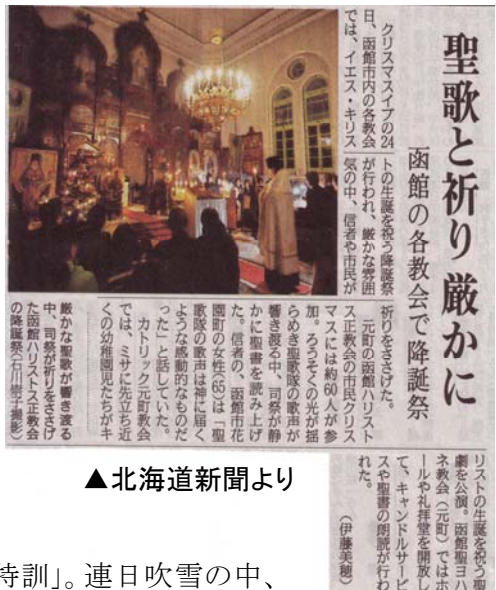 聖歌と祈り 厳かに
函館の各教会で降誕祭
クリスマスイブの24
日、函館市内の各教会
では、イエス・キリス
トの生誕を祝う降誕祭
が行われ、厳かな雰囲
気の中、信者や市民が
祈りをささげた。
元町の函館ハリスト
ス正教会の市民クリス
マスには約60人が参
加。ろうそくの光が揺
らめき聖歌隊の歌声が
響き渡る中、司祭が静
かに聖書を読み上げ
た。信者の、函館市花
園町の女性(65)は「聖
歌隊の歌声は神に届く
ような感動的なものだ
った」と話していた。
カトリック元町教会
では、ミサに先立ち近
くの幼稚園児たちがキ
リストの生誕を祝う聖
劇を公演。函館聖ヨハ
ネ教会（元町）ではホ
ールや礼拝堂を開放し
て、キャンドルサービ
スや聖書の朗読が行わ
れた。
（伊藤美穂）
厳かな聖歌が響き渡る
中、司祭が祈りをささげ
た函館ハリストス正教会
の降誕祭(石川 撮影)
▲北海道新聞より
特訓」。連日吹雪の中、